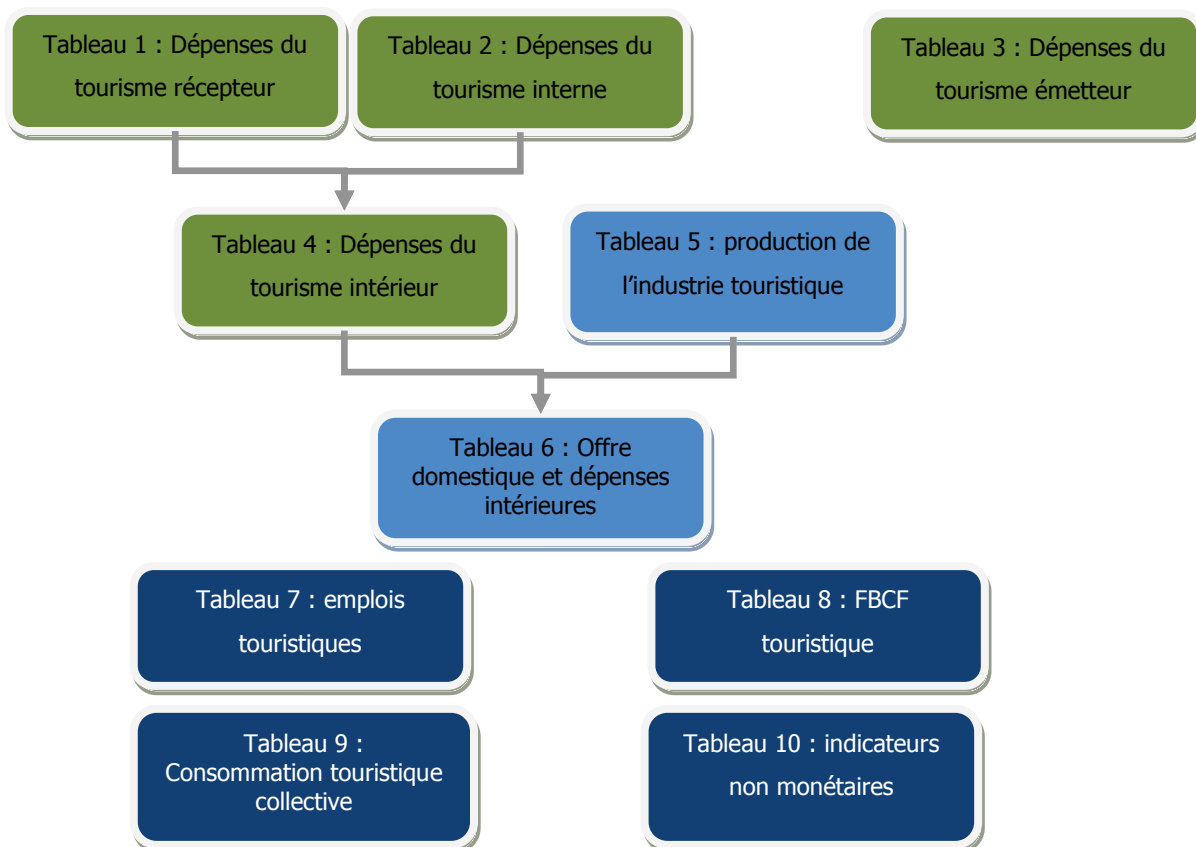 Tableau 1 : Dépenses du
tourisme récepteur
Tableau 2 : Dépenses du
tourisme interne
Tableau 3 : Dépenses du
tourisme émetteur
Tableau 4 : Dépenses du
tourisme intérieur
Tableau 5 : production de
l’industrie touristique
Tableau 6 : Offre
domestique et dépenses
intérieures
Tableau 7 : emplois
touristiques
Tableau 8 : FBCF
touristique
Tableau 9 :
Consommation touristique
collective
Tableau 10 : indicateurs
non monétaires